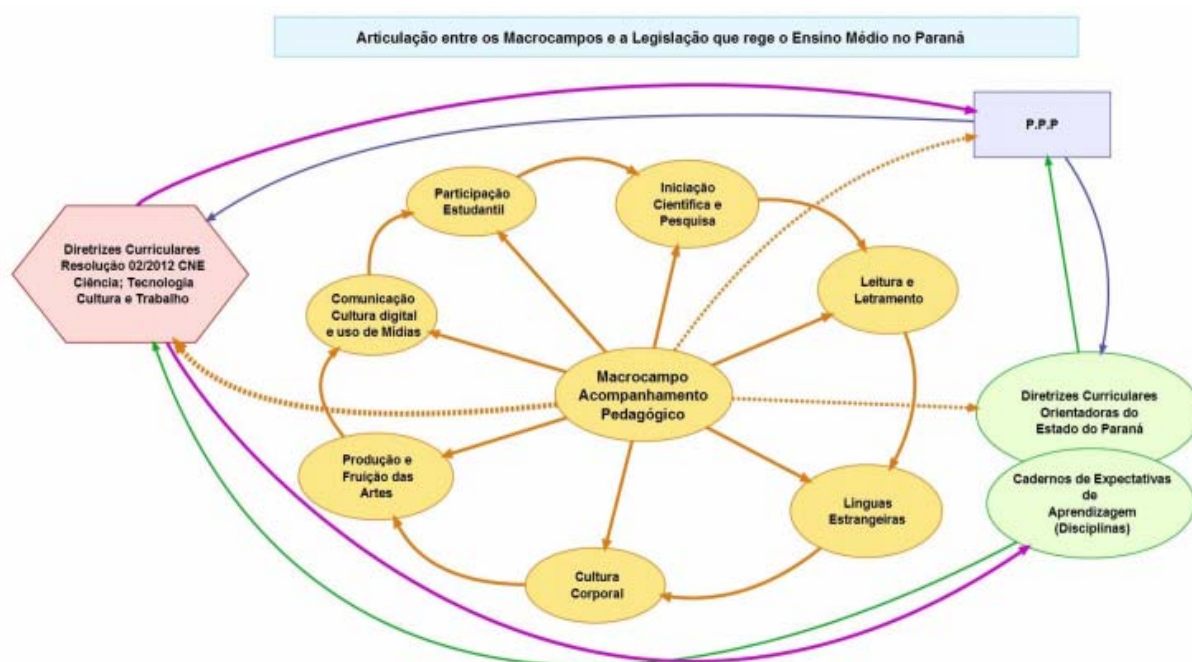 Articulação entre os Macrocampos e a Legislação que rege o Ensino Médio no Paraná
P.P.P
Participação
Estudantil
Iniciação
Científica e
Pesquisa
Diretrizes Curriculares
Resolução 02/2012 CNE
Ciência; Tecnologia
Cultura e Trabalho
Comunicação
Cultura digital
e uso de Mídias
Leitura e
Letramento
Macrocampo
Acompanhamento
Pedagógico
Diretrizes Curriculares
Orientadoras do
Estado do Paraná
Produção e
Fruição das
Artes
Línguas
Estrangeiras
Cadernos de Expectativas
de
Aprendizagem
(Disciplinas)
Cultura
Corporal